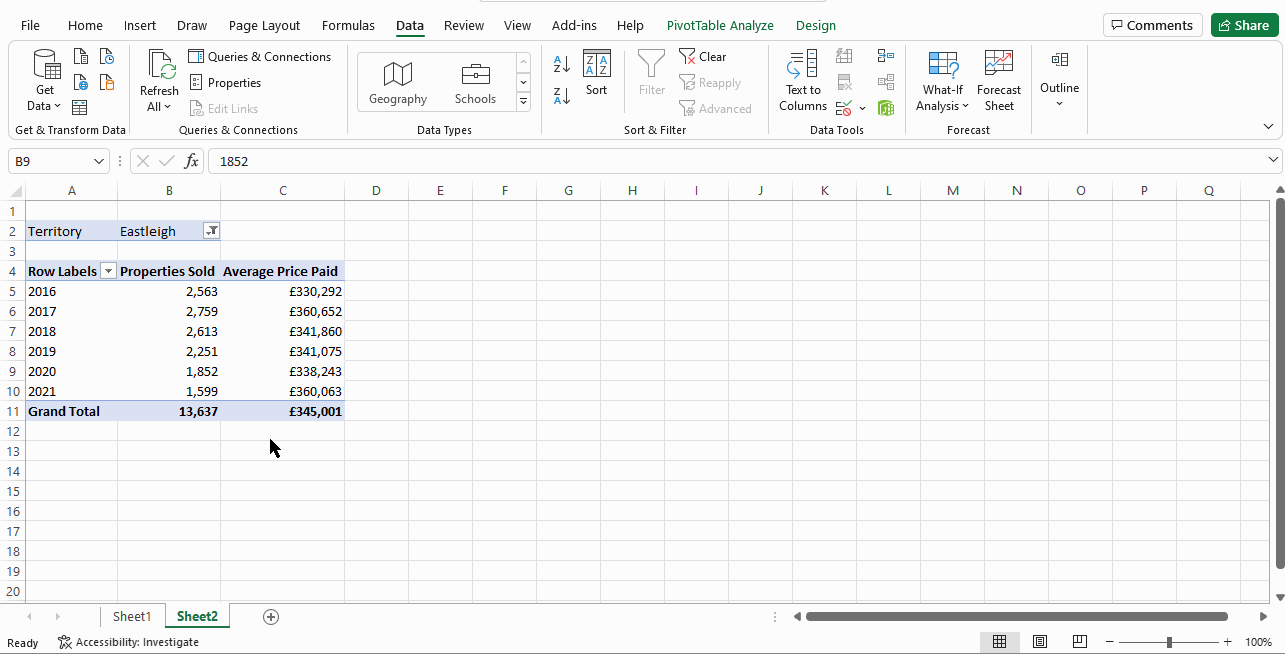 File Home Insert Draw Page Layout Formulas Data Review View Add-ins Help PivotTable Analyze Design Comments Share
Get Data Refresh All Queries & Connections Properties Edit Links Geography Schools Sort Filter Clear Reapply Advanced Text to Columns What-If Analysis Forecast Sheet Outline
Get & Transform Data Queries & Connections Data Types Sort & Filter Data Tools Forecast
B9 fx 1852
A B C D E F G H I J K L M N O P Q
1
2 Territory Eastleigh
3
4 Row Labels Properties Sold Average Price Paid
5 2016 2,563 £330,292
6 2017 2,759 £360,652
7 2018 2,613 £341,860
8 2019 2,251 £341,075
9 2020 1,852 £338,243
10 2021 1,599 £360,063
11 Grand Total 13,637 £345,001
12
13
14
15
16
17
18
19
20
Sheet1 Sheet2
Ready Accessibility: Investigate 100%